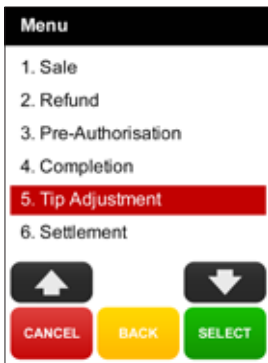 Menu
1. Sale
2. Refund
3. Pre-Authorisation
4. Completion
5. Tip Adjustment
6. Settlement
CANCEL BACK SELECT